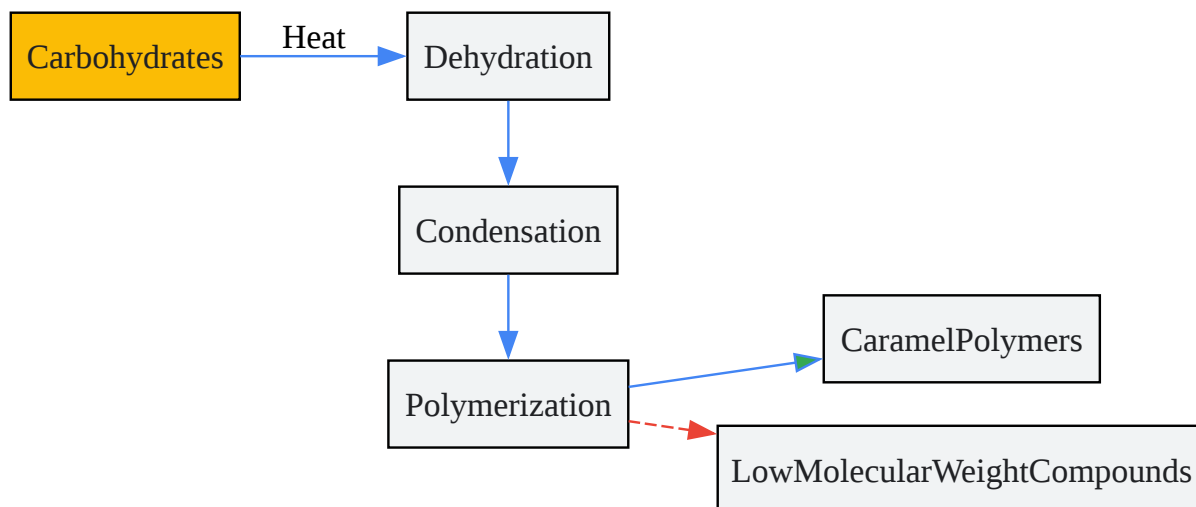 Carbohydrates
Heat
Dehydration
Condensation
Polymerization
CaramelPolymers
LowMolecularWeightCompounds